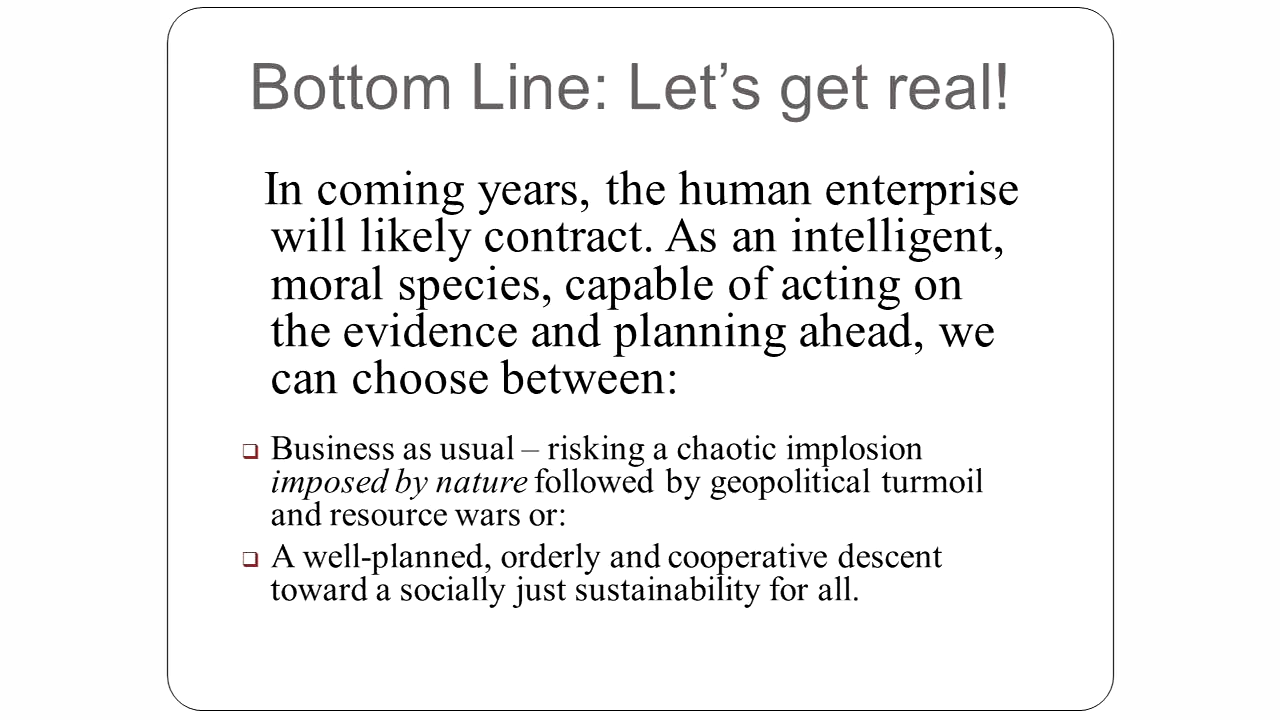 Bottom Line: Let’s get real!
In coming years, the human enterprise
will likely contract. As an intelligent,
moral species, capable of acting on
the evidence and planning ahead, we
can choose between:
Business as usual – risking a chaotic implosion
imposed by nature followed by geopolitical turmoil
and resource wars or:
A well-planned, orderly and cooperative descent
toward a socially just sustainability for all.